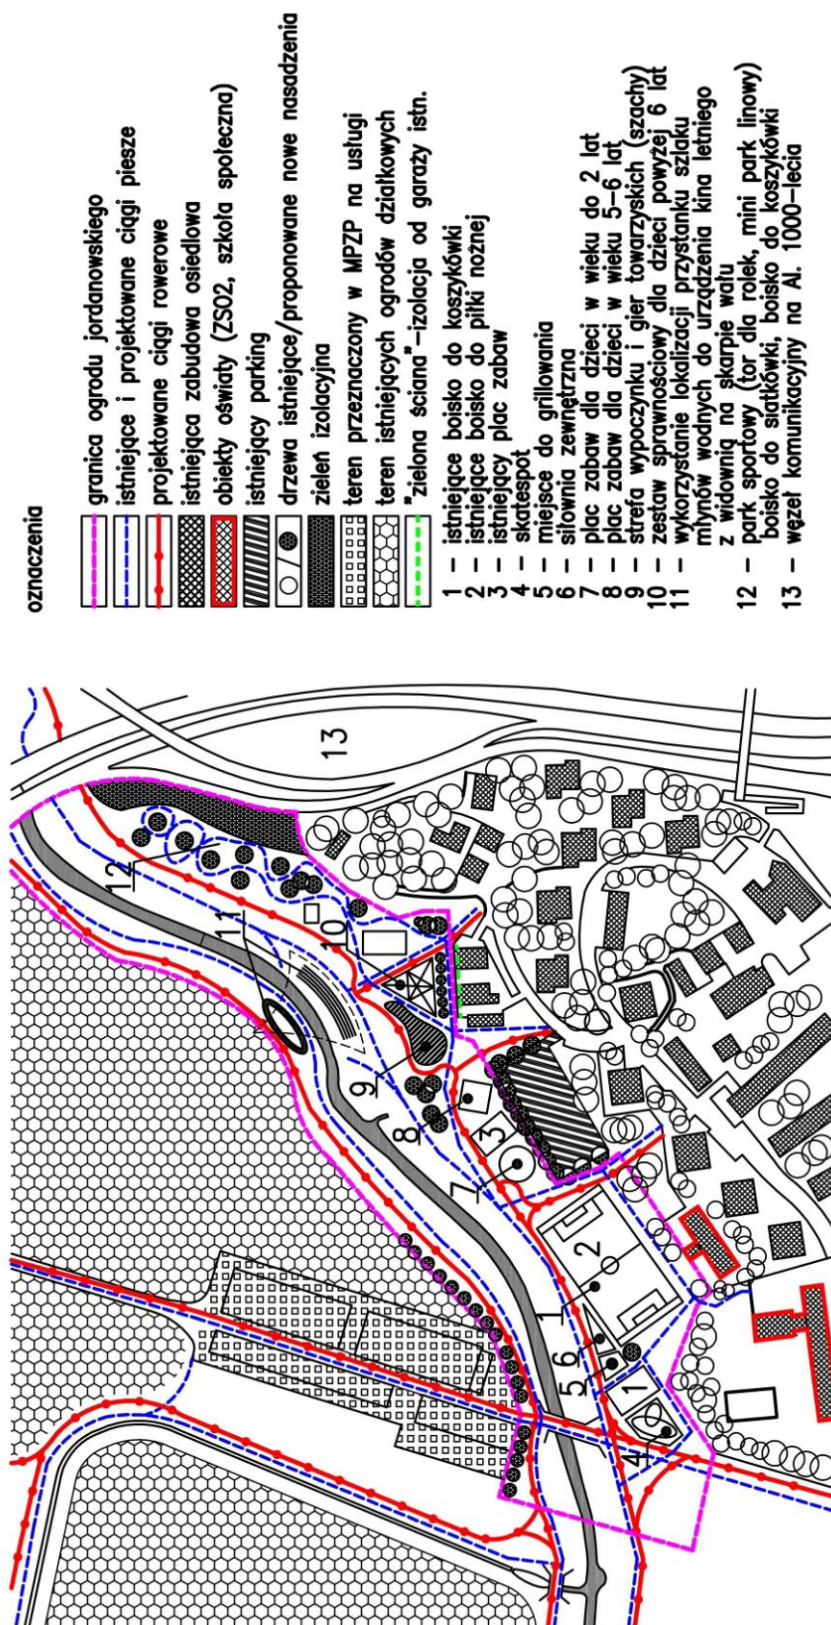 oznaczenia
granica ogrodu jordanowskiego
istniejące i projektowane ciągi piesze
projektowane ciągi rowerowe
istniejąca zabudowa osiedlowa
obiekty oświaty (ZSO2, szkoła społeczna)
istniejący parking
drzewa istniejące/proponowane nowe nasadzenia
zieleń izolacyjna
teren przeznaczony w MPZP na usługi
teren istniejących ogrodów działkowych
"zielona ściana"-izolacja od garaży istn.
1 - istniejące boisko do koszykówki
2 - istniejące boisko do piłki nożnej
3 - istniejący plac zabaw
4 - skatespot
5 - miejsce do grillowania
6 - siłownia zewnętrzna
7 - plac zabaw dla dzieci w wieku do 2 lat
8 - plac zabaw dla dzieci w wieku 5-6 lat
9 - strefa wypoczynku i gier towarzyskich (szachy)
10 - zestaw sprawnościowy dla dzieci powyżej 6 lat
11 - wykorzystanie lokalizacji przystanku szlaku
młynów wodnych do urządzenia kina letniego
z widownią na skarpie wału
12 - park sportowy (tor dla rolek, mini park linowy)
boisko do siatkówki, boisko do koszykówki
13 - węzeł komunikacyjny na Al. 1000-lecia
13
12
11
10
9
8
3
7
2
1
6
5
1
4